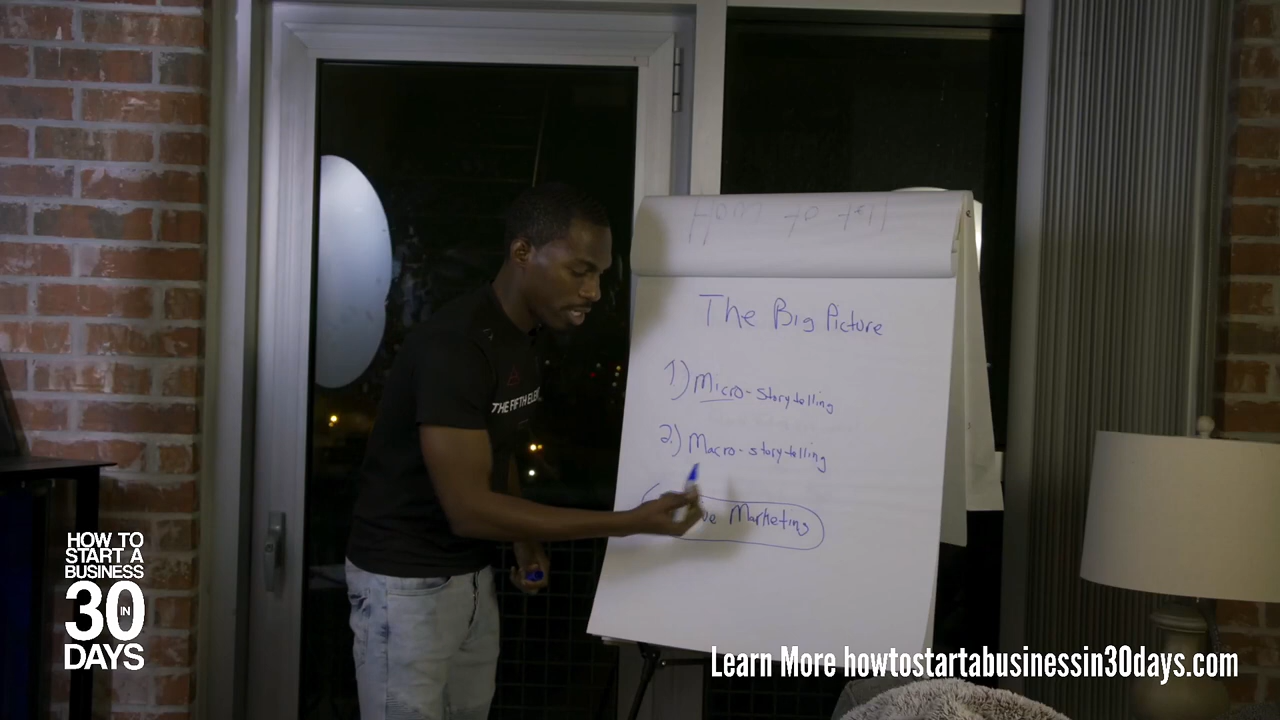 The Big Picture
1) Micro-Storytelling
2.) Macro-storytelling
Marketing
THE FIFTH
HOW TO
START A
BUSINESS
30 IN
DAYS
Learn More howtostartabusinessin30days.com